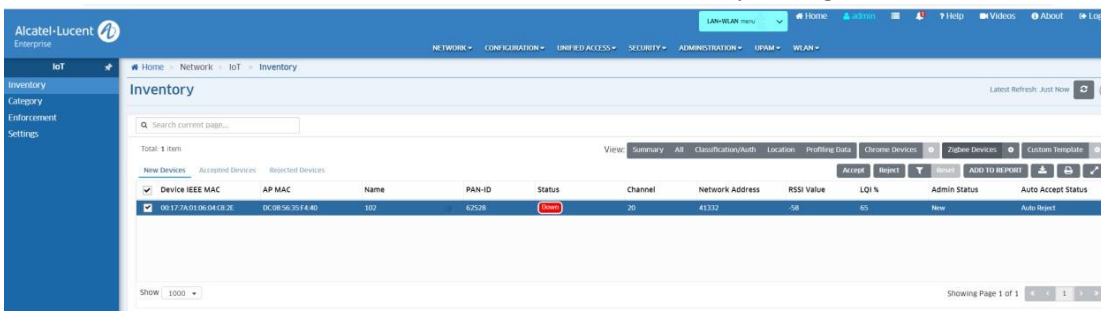 LAN+WLAN menu Home admin Help Videos About Log
Alcatel·Lucent
Enterprise
NETWORK CONFIGURATION UNIFIED ACCESS SECURITY ADMINISTRATION UPAM WLAN
IoT
Home > Network > IoT > Inventory
Inventory
Category
Enforcement
Settings
Inventory
Latest Refresh: Just Now
Search current page...
Total: 1 item
View: Summary All Classification/Auth Location Profiling Data Chrome Devices Zigbee Devices Custom Template
New Devices Accepted Devices Rejected Devices
Accept Reject Reset ADD TO REPORT
Device IEEE MAC AP MAC Name PAN-ID Status Channel Network Address RSSI Value LQI % Admin Status Auto Accept Status
00:17:7A:01:06:04:CB:2E DC:08:56:35:F4:40 102 62528 Down 20 41332 -58 65 New Auto Reject
Show 1000
Showing Page 1 of 1 1